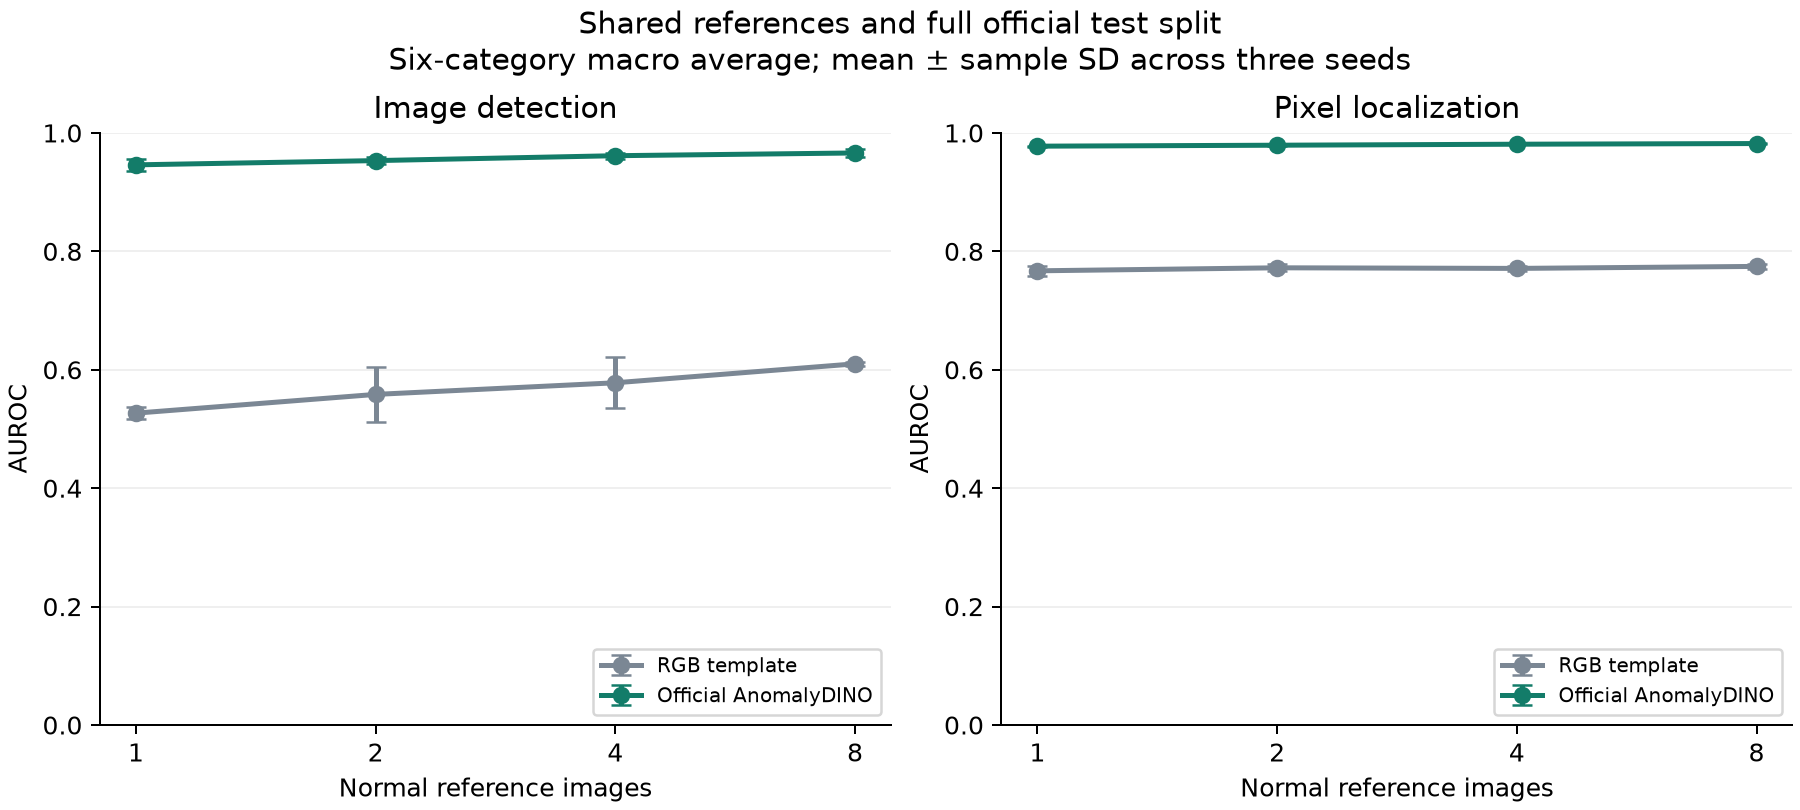 Shared references and full official test split
Six-category macro average; mean ± sample SD across three seeds
Image detection
1.0
0.8
0.6
0.4
0.2
0.0
AUROC
1 2 4 8
Normal reference images
RGB template
Official AnomalyDINO
Pixel localization
1.0
0.8
0.6
0.4
0.2
0.0
AUROC
1 2 4 8
Normal reference images
RGB template
Official AnomalyDINO